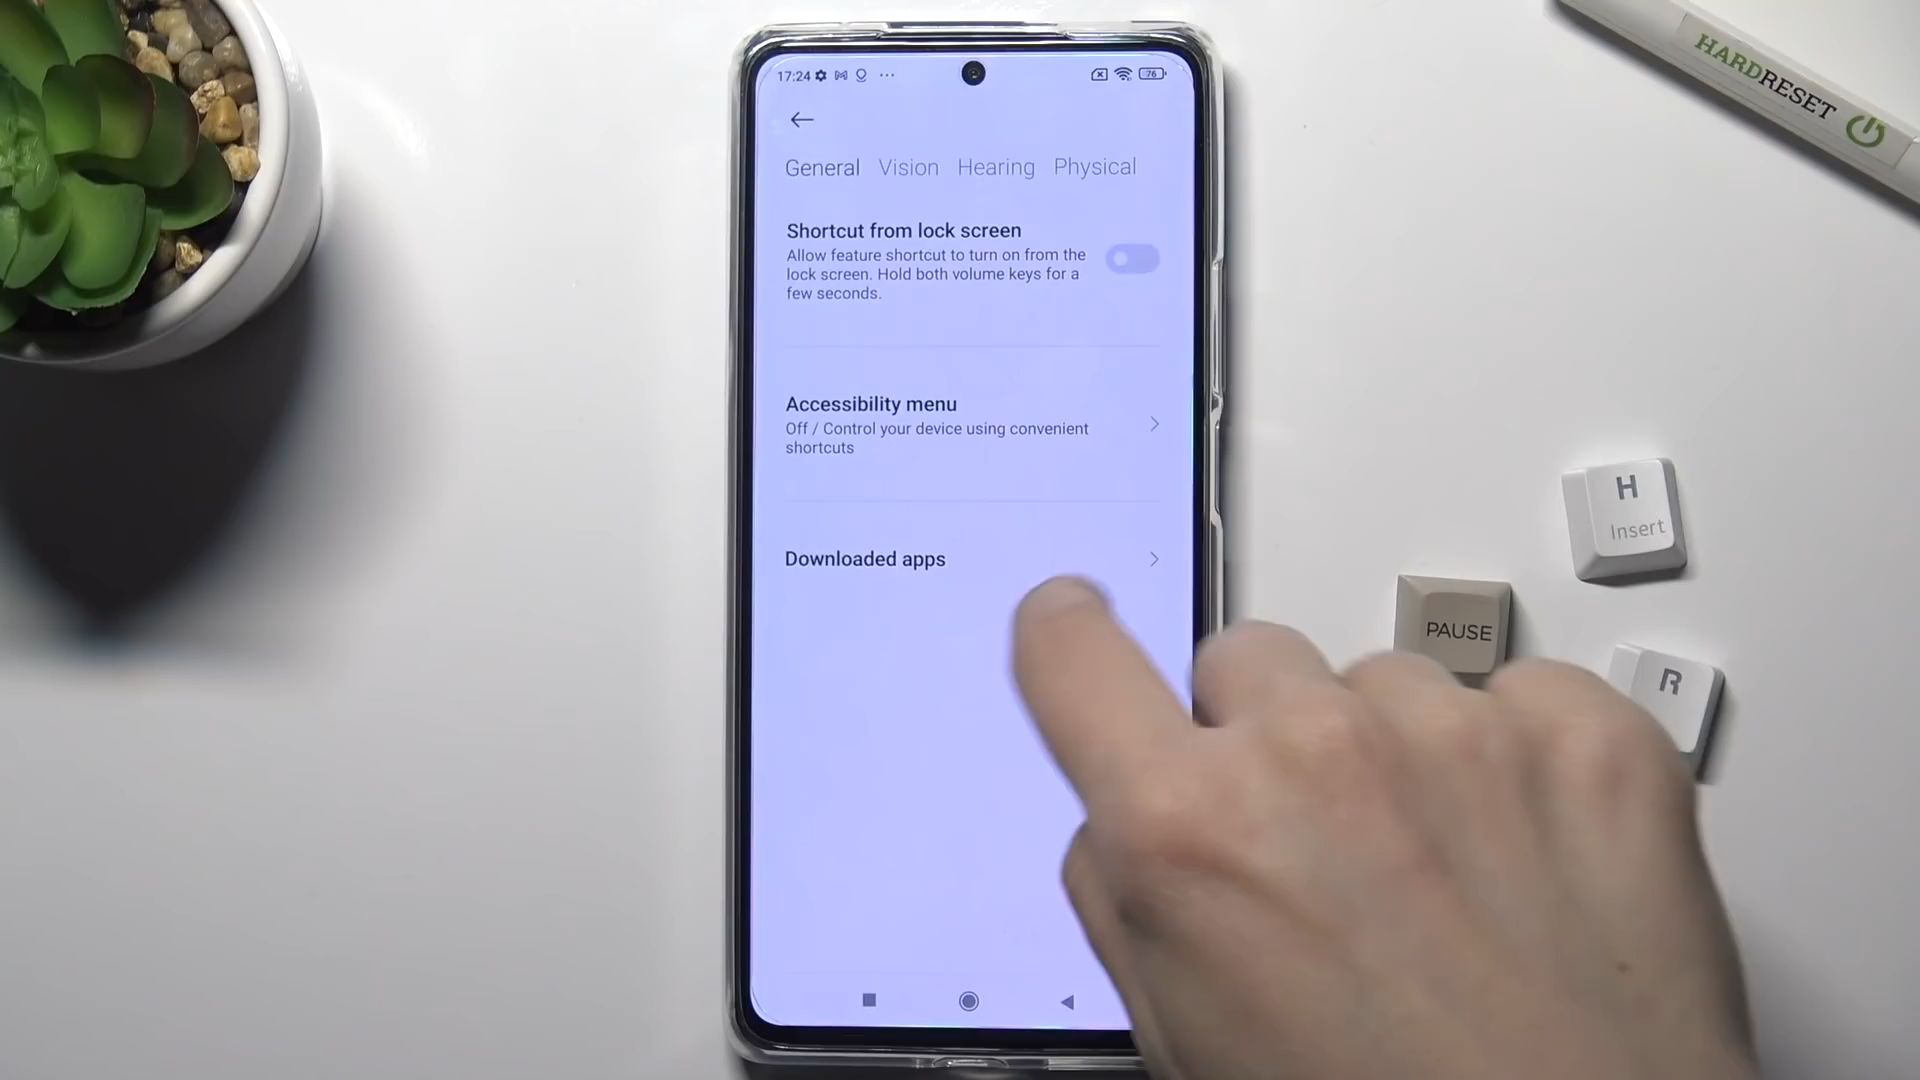 17:24
76
General Vision Hearing Physical
Shortcut from lock screen
Allow feature shortcut to turn on from the
lock screen. Hold both volume keys for a
few seconds.
Accessibility menu
Off / Control your device using convenient
shortcuts
Downloaded apps
HARDRESET
H
Insert
PAUSE
R